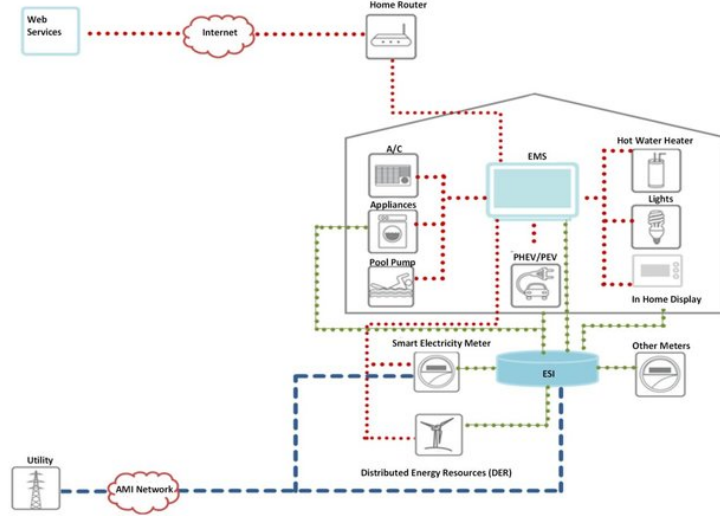 Home Router
Web
Services
Internet
A/C
EMS
Hot Water Heater
Appliances
Lights
Pool Pump
PHEV/PEV
In Home Display
Smart Electricity Meter
Other Meters
ESI
Distributed Energy Resources (DER)
Utility
AMI Network